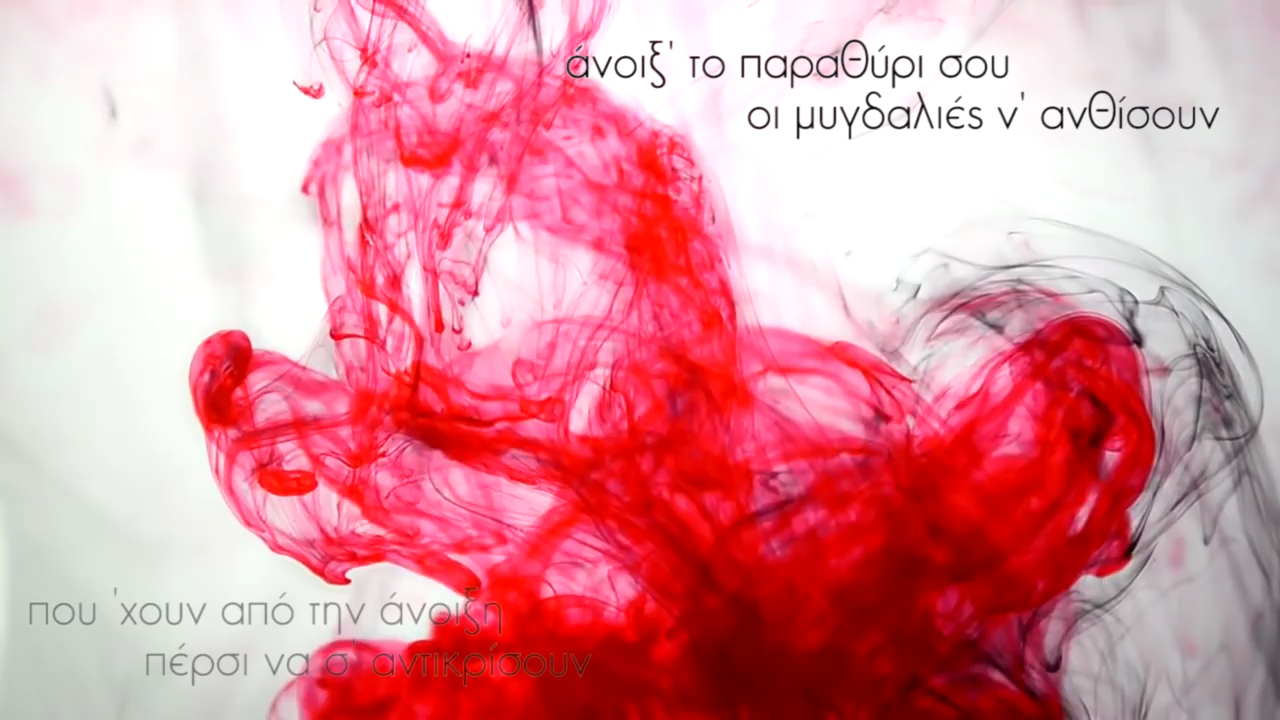 άνοιξ' το παραθύρι σου
οι μυγδαλιές ν' ανθίσουν
που 'χουν από την άνοιξη
πέρσι να σ' αντικρίσουν